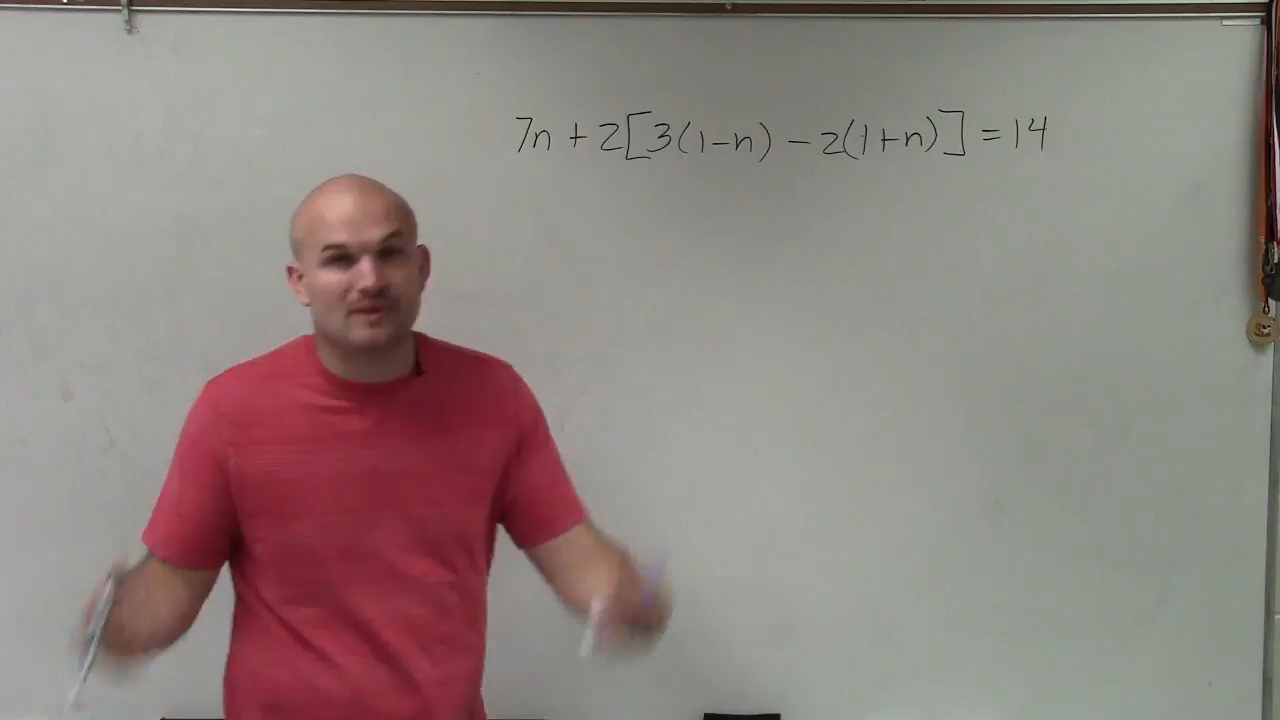 7n + 2[3(1-n) - 2(1+n)] = 14